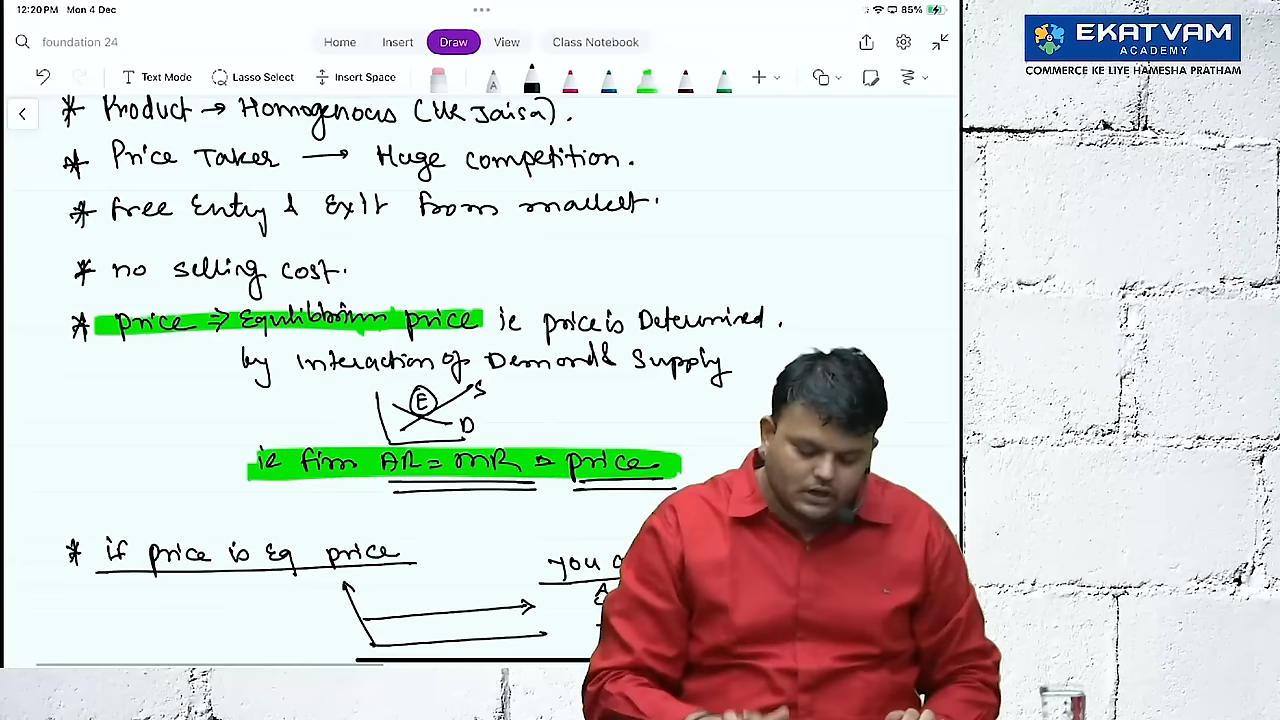 12:20 PM Mon 4 Dec
85%
foundation 24
Home Insert Draw View Class Notebook
Text Mode Lasso Select Insert Space
EKATVAM
ACADEMY
COMMERCE KE LIYE HAMESHA PRATHAM
* Product → Homogenous (Ek Jaisa).
* Price Taker → Huge competition.
* Free Entry & Exit from market.
* no selling cost.
* Price ⇒ Equilibrium price ie price is Determined.
by Interaction of Demand & Supply
E S
D
ie firm AR = MR = price
* if price is Eq price
you